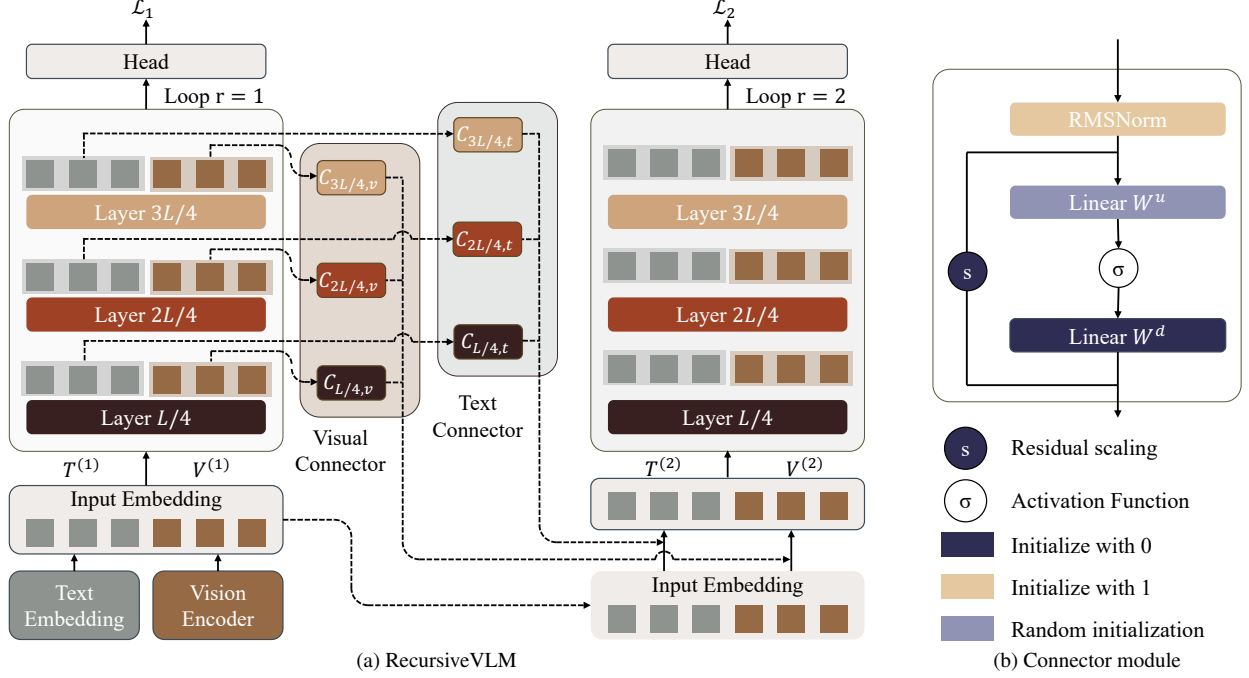 ℒ₁
Head
Loop r = 1
Layer 3L/4
Layer 2L/4
Layer L/4
T⁽¹⁾
V⁽¹⁾
Input Embedding
Text
Embedding
Vision
Encoder
C₃L/₄,ᵥ
C₂L/₄,ᵥ
C_L/₄,ᵥ
Visual
Connector
C₃L/₄,ₜ
C₂L/₄,ₜ
C_L/₄,ₜ
Text
Connector
ℒ₂
Head
Loop r = 2
Layer 3L/4
Layer 2L/4
Layer L/4
T⁽²⁾
V⁽²⁾
Input Embedding
(a) RecursiveVLM
RMSNorm
Linear Wᵘ
s
σ
Linear Wᵈ
s
Residual scaling
σ
Activation Function
Initialize with 0
Initialize with 1
Random initialization
(b) Connector module